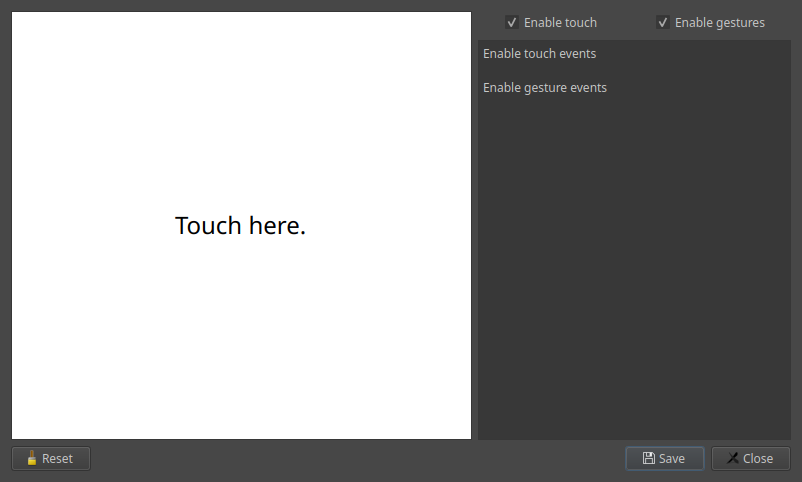 Enable touch
Enable gestures
Enable touch events
Enable gesture events
Touch here.
Reset
Save
Close